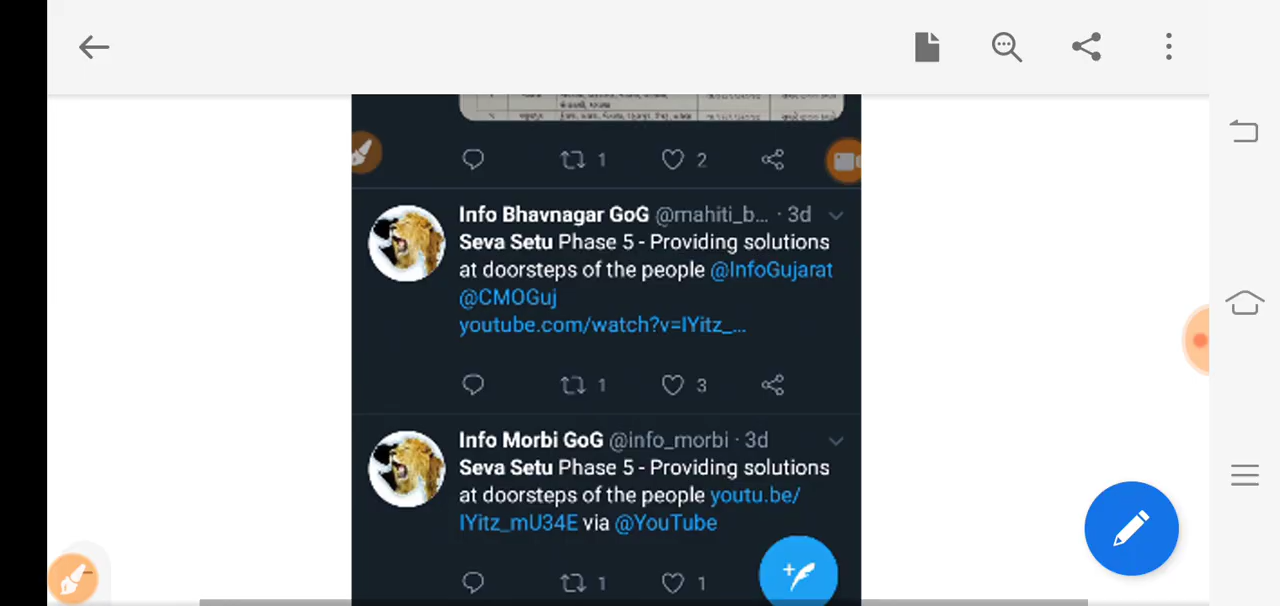 1 2
Info Bhavnagar GoG @mahiti_b... · 3d
Seva Setu Phase 5 - Providing solutions
at doorsteps of the people @InfoGujarat
@CMOGuj
youtube.com/watch?v=IYitz_...
1 3
Info Morbi GoG @info_morbi · 3d
Seva Setu Phase 5 - Providing solutions
at doorsteps of the people youtu.be/
IYitz_mU34E via @YouTube
1 1